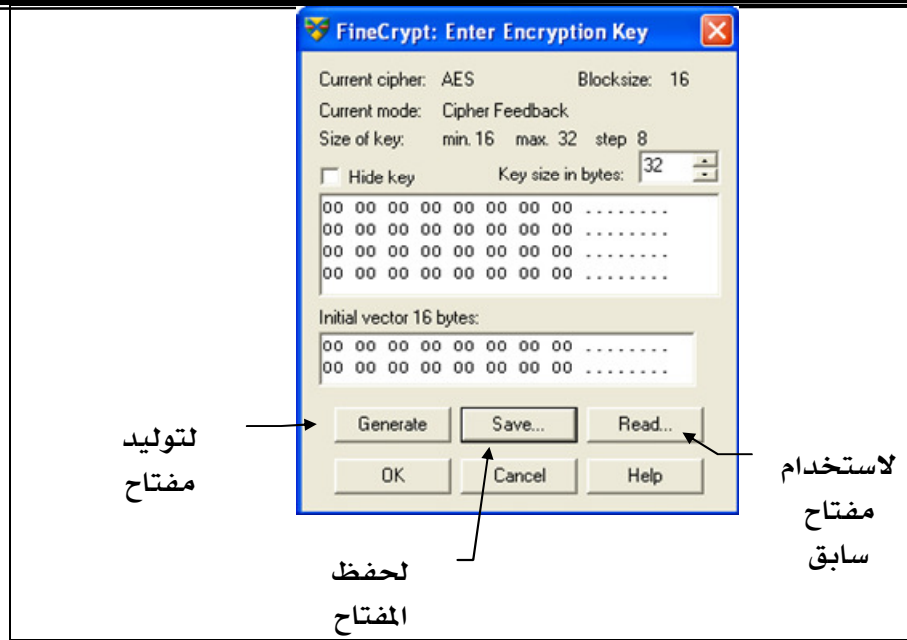 FineCrypt: Enter Encryption Key
Current cipher: AES Blocksize: 16
Current mode: Cipher Feedback
Size of key: min. 16 max. 32 step 8
Hide key Key size in bytes: 32
00 00 00 00 00 00 00 00 ........
00 00 00 00 00 00 00 00 ........
00 00 00 00 00 00 00 00 ........
00 00 00 00 00 00 00 00 ........
Initial vector 16 bytes:
00 00 00 00 00 00 00 00 ........
00 00 00 00 00 00 00 00 ........
Generate Save... Read...
OK Cancel Help
لتوليد
مفتاح
لاستخدام
مفتاح
سابق
لحفظ
المفتاح